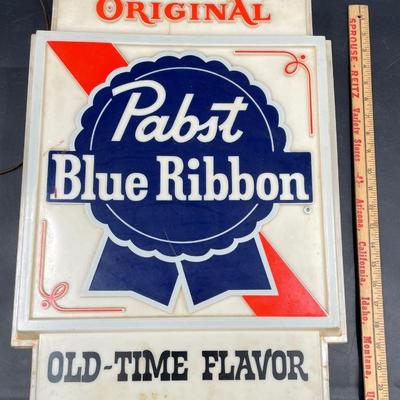 ORIGINAL
Pabst
Blue Ribbon
®
OLD-TIME FLAVOR
SPROUSE - REITZ
Variety Stores
Arizona, California, Idaho, Montana,